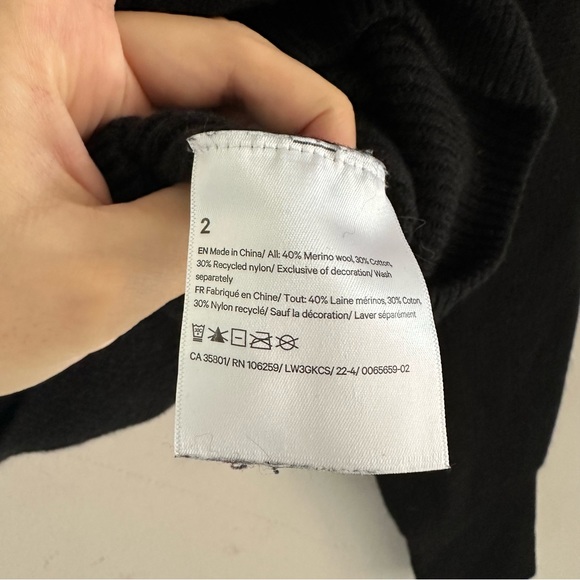 2
EN Made in China/ All: 40% Merino wool, 30% Cotton,
30% Recycled nylon/ Exclusive of decoration/ Wash
separately
FR Fabriqué en Chine/ Tout: 40% Laine mérinos, 30% Coton,
30% Nylon recyclé/ Sauf la décoration/ Laver séparément
CA 35801/ RN 106259/ LW3GKCS/ 22-4/ 0065659-02